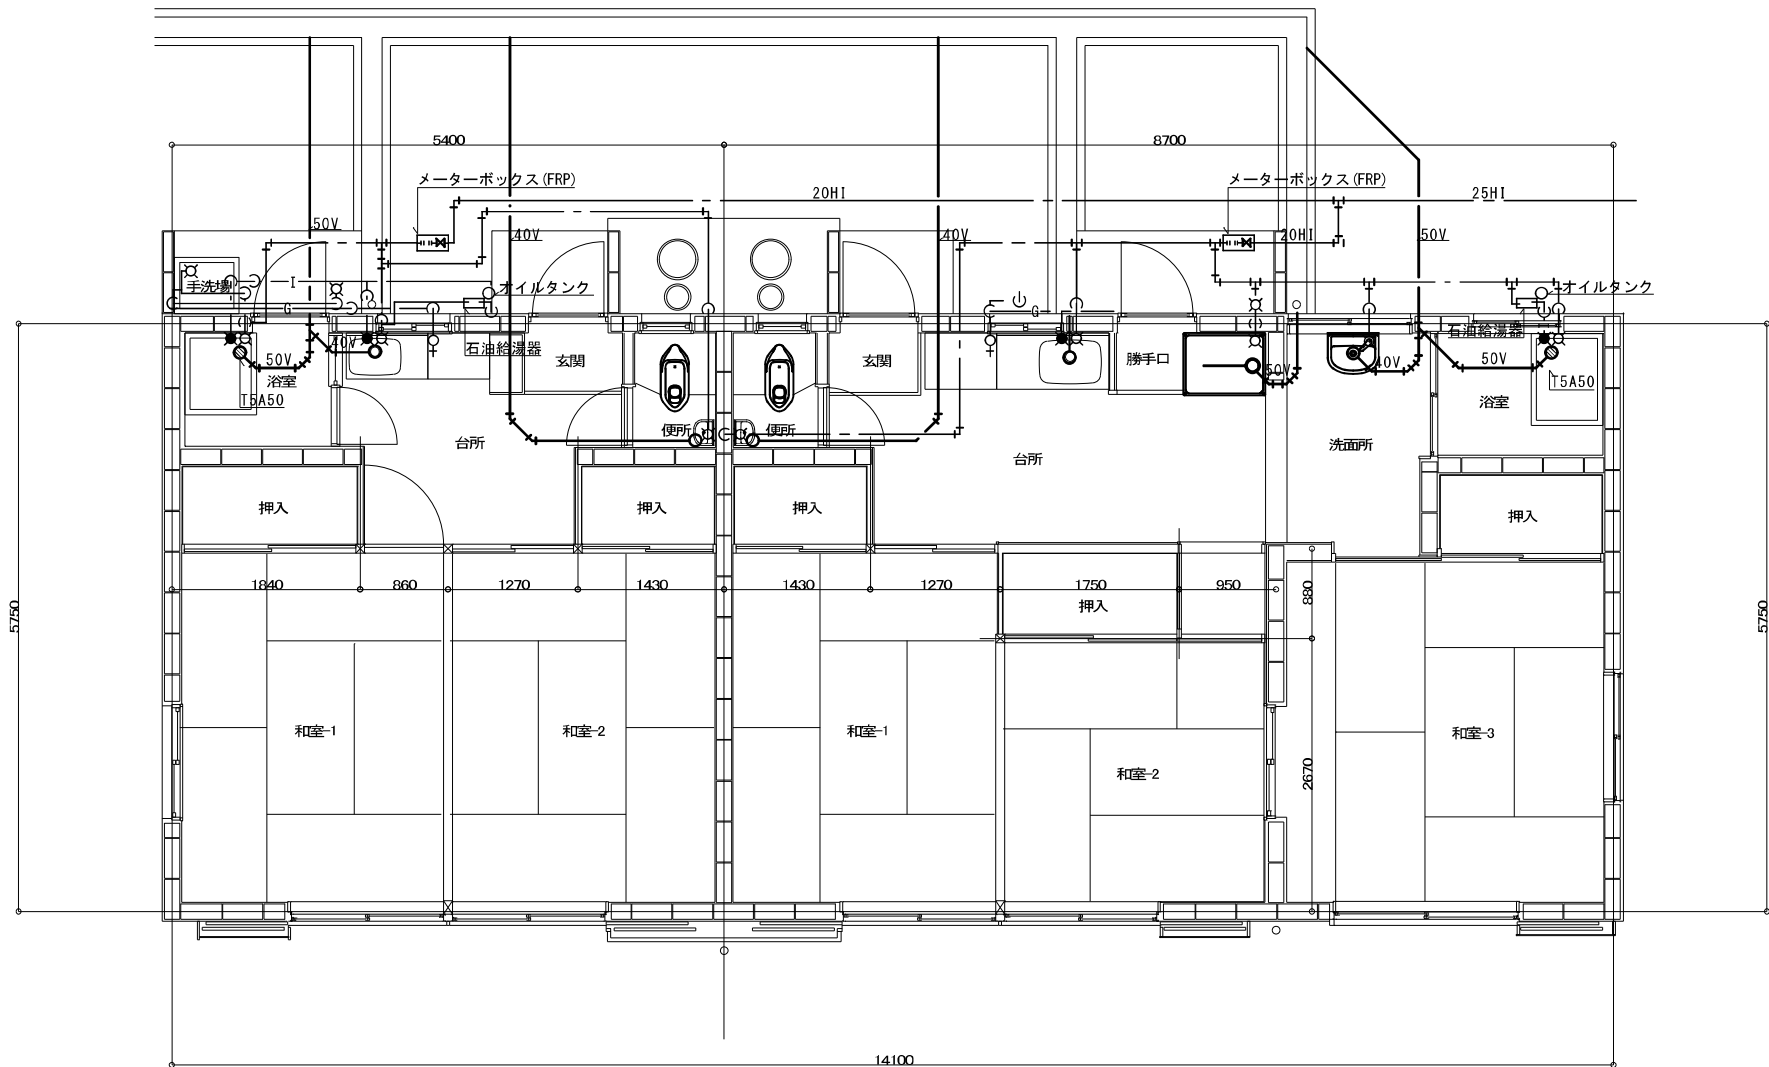 5400
8700
メーターボックス(FRP)
メーターボックス(FRP)
20HI
25HI
50V
40V
40V
20HI
50V
手洗場
I
G
オイルタンク
G
オイルタンク
石油給湯器
石油給湯器
40V
50V
浴室
T5A50
玄関
玄関
勝手口
50V
40V
50V
T5A50
浴室
便所
便所
台所
台所
洗面所
押入
押入
押入
押入
1840
860
1270
1430
1430
1270
1750
950
880
押入
5750
5750
和室-1
和室-2
和室-1
和室-2
和室-3
2670
14100